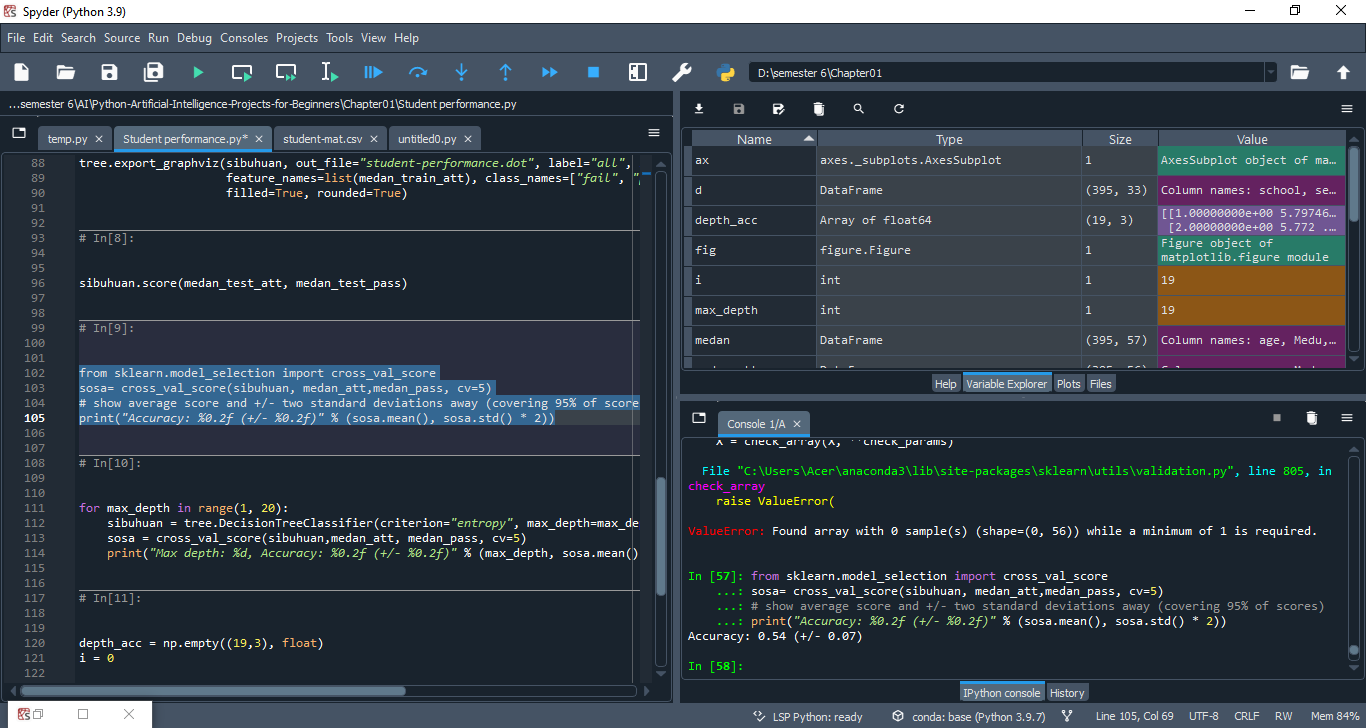 Spyder (Python 3.9)
File Edit Search Source Run Debug Consoles Projects Tools View Help
D:\semester 6\Chapter01
...semester 6\AI\Python-Artificial-Intelligence-Projects-for-Beginners\Chapter01\Student performance.py
temp.py Student performance.py* student-mat.csv untitled0.py
88 tree.export_graphviz(sibuhuan, out_file="student-performance.dot", label="all",
89 feature_names=list(medan_train_att), class_names=["fail", "
90 filled=True, rounded=True)
91
92
93 # In[8]:
94
95
96 sibuhuan.score(medan_test_att, medan_test_pass)
97
98
99 # In[9]:
100
101
102 from sklearn.model_selection import cross_val_score
103 sosa= cross_val_score(sibuhuan, medan_att,medan_pass, cv=5)
104 # show average score and +/- two standard deviations away (covering 95% of score
105 print("Accuracy: %0.2f (+/- %0.2f)" % (sosa.mean(), sosa.std() * 2))
106
107
108 # In[10]:
109
110
111 for max_depth in range(1, 20):
112 sibuhuan = tree.DecisionTreeClassifier(criterion="entropy", max_depth=max_de
113 sosa = cross_val_score(sibuhuan,medan_att, medan_pass, cv=5)
114 print("Max depth: %d, Accuracy: %0.2f (+/- %0.2f)" % (max_depth, sosa.mean()
115
116
117 # In[11]:
118
119
120 depth_acc = np.empty((19,3), float)
121 i = 0
122
Name Type Size Value
ax axes._subplots.AxesSubplot 1 AxesSubplot object of ma...
d DataFrame (395, 33) Column names: school, se...
depth_acc Array of float64 (19, 3) [[1.00000000e+00 5.79746...
[2.00000000e+00 5.772 ...
fig figure.Figure 1 Figure object of
matplotlib.figure module
i int 1 19
max_depth int 1 19
medan DataFrame (395, 57) Column names: age, Medu,...
Help Variable Explorer Plots Files
Console 1/A
X = check_array(X, **check_params)
File "C:\Users\Acer\anaconda3\lib\site-packages\sklearn\utils\validation.py", line 805, in
check_array
raise ValueError(
ValueError: Found array with 0 sample(s) (shape=(0, 56)) while a minimum of 1 is required.
In [57]: from sklearn.model_selection import cross_val_score
...: sosa= cross_val_score(sibuhuan, medan_att,medan_pass, cv=5)
...: # show average score and +/- two standard deviations away (covering 95% of scores)
...: print("Accuracy: %0.2f (+/- %0.2f)" % (sosa.mean(), sosa.std() * 2))
Accuracy: 0.54 (+/- 0.07)
In [58]:
IPython console History
LSP Python: ready conda: base (Python 3.9.7) Line 105, Col 69 UTF-8 CRLF RW Mem 84%